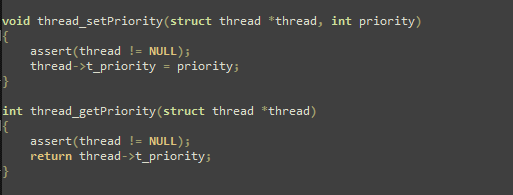 void thread_setPriority(struct thread *thread, int priority)
{
    assert(thread != NULL);
    thread->t_priority = priority;
}

int thread_getPriority(struct thread *thread)
{
    assert(thread != NULL);
    return thread->t_priority;
}